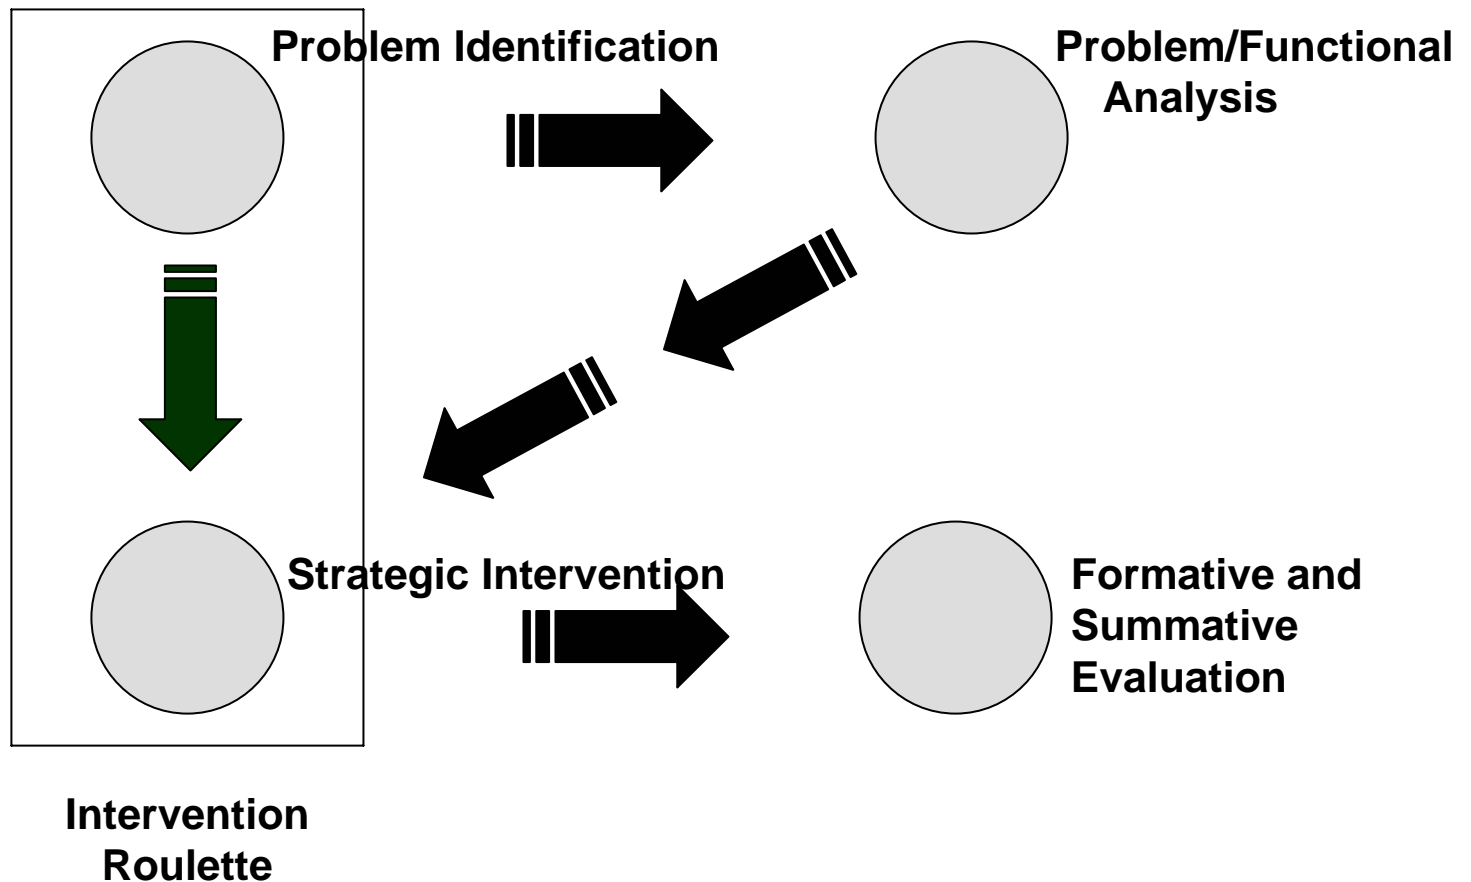 Problem Identification
Problem/Functional
Analysis
Strategic Intervention
Formative and
Summative
Evaluation
Intervention
Roulette